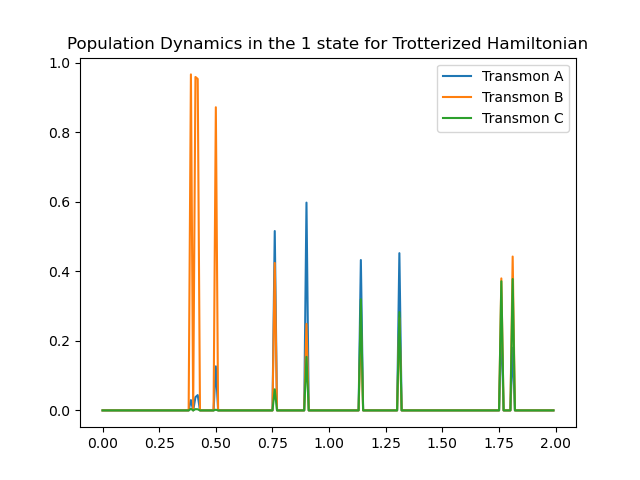 Population Dynamics in the 1 state for Trotterized Hamiltonian
Transmon A
Transmon B
Transmon C
1.0
0.8
0.6
0.4
0.2
0.0
0.00 0.25 0.50 0.75 1.00 1.25 1.50 1.75 2.00